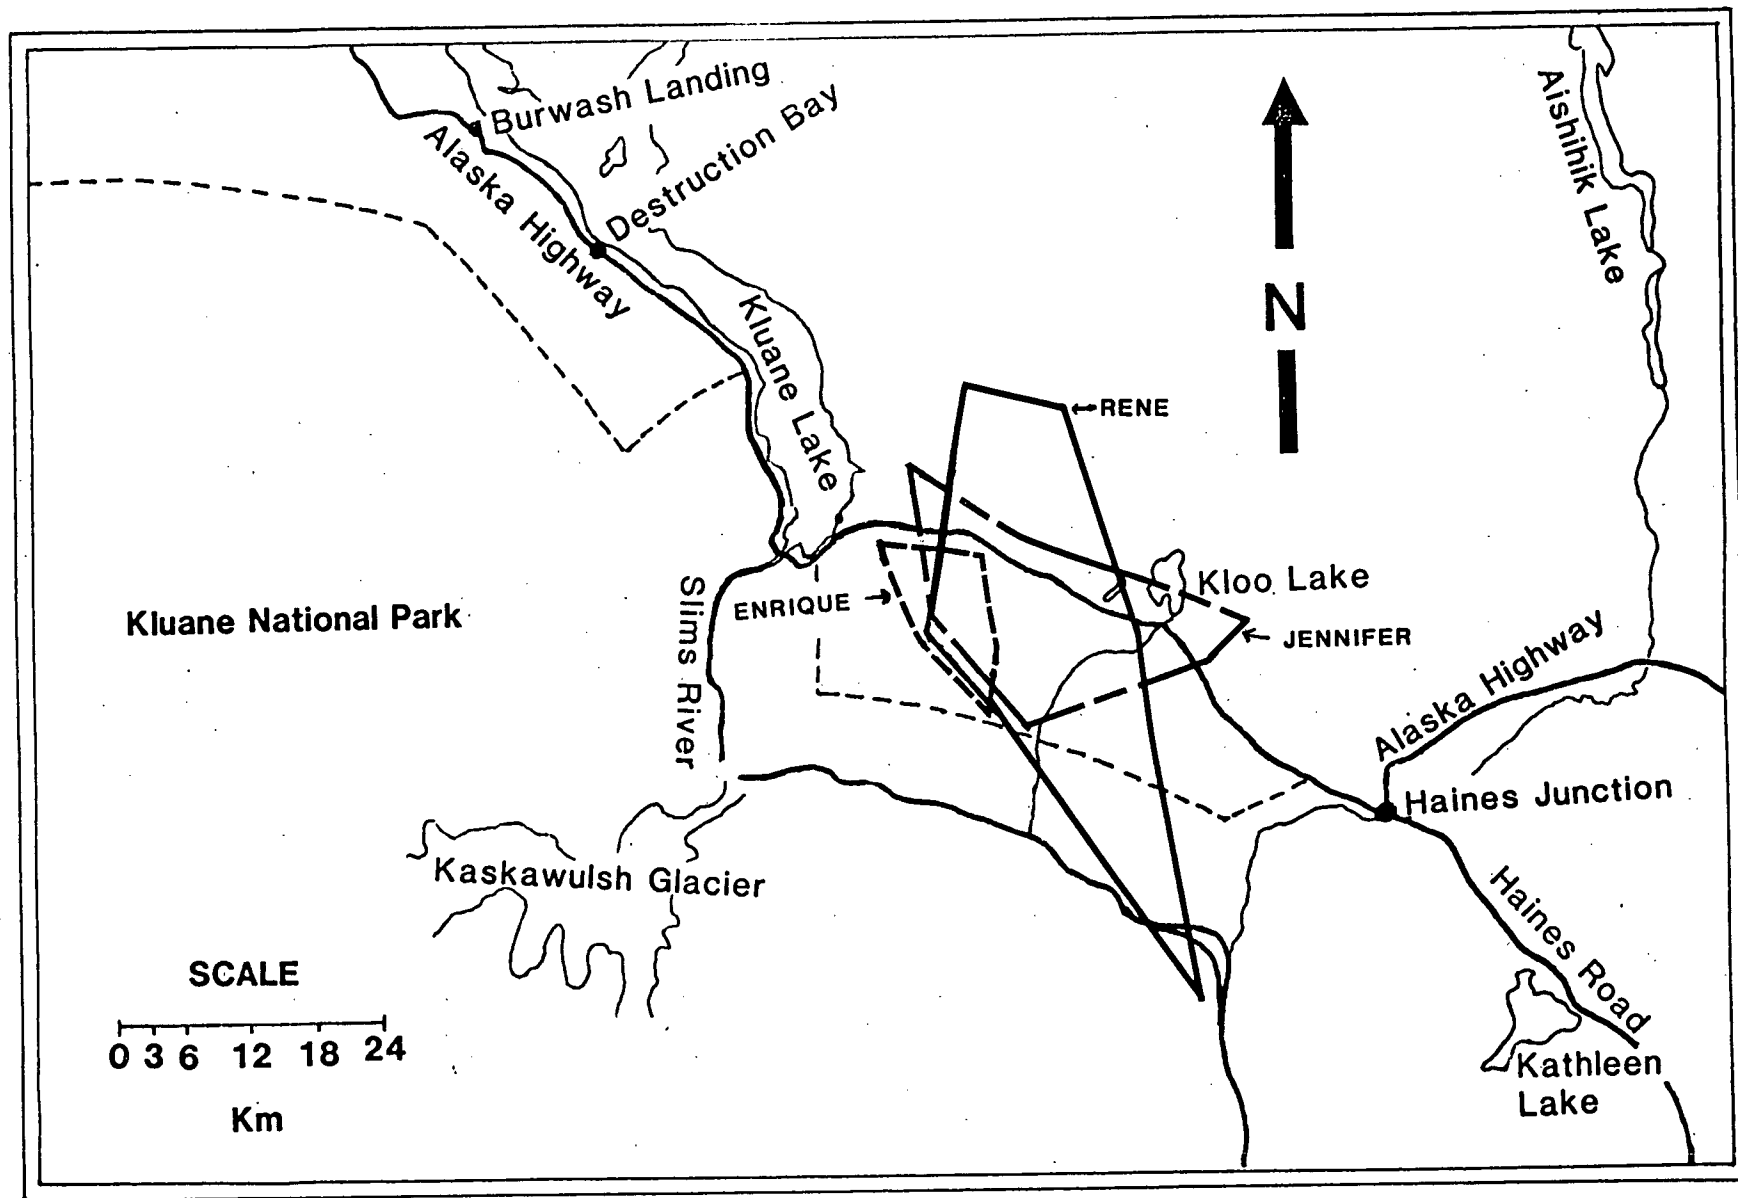 Burwash Landing
Destruction Bay
Alaska Highway
Aishihik Lake
Kluane Lake
N
←RENE
Kloo Lake
ENRIQUE →
← JENNIFER
Kluane National Park
Slims River
Alaska Highway
Haines Junction
Kaskawulsh Glacier
Haines Road
SCALE
0 3 6 12 18 24
Km
Kathleen
Lake